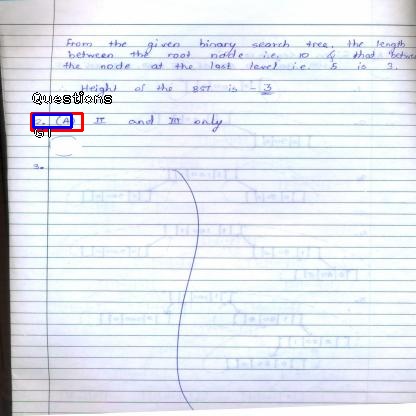 From the given binary search tree, the length
between the root node i.e. 10 & that between
the node at the last level i.e. 5 is 3.
Height of the BST is - 3
Questions
2. (A) II and III only
G1
3.